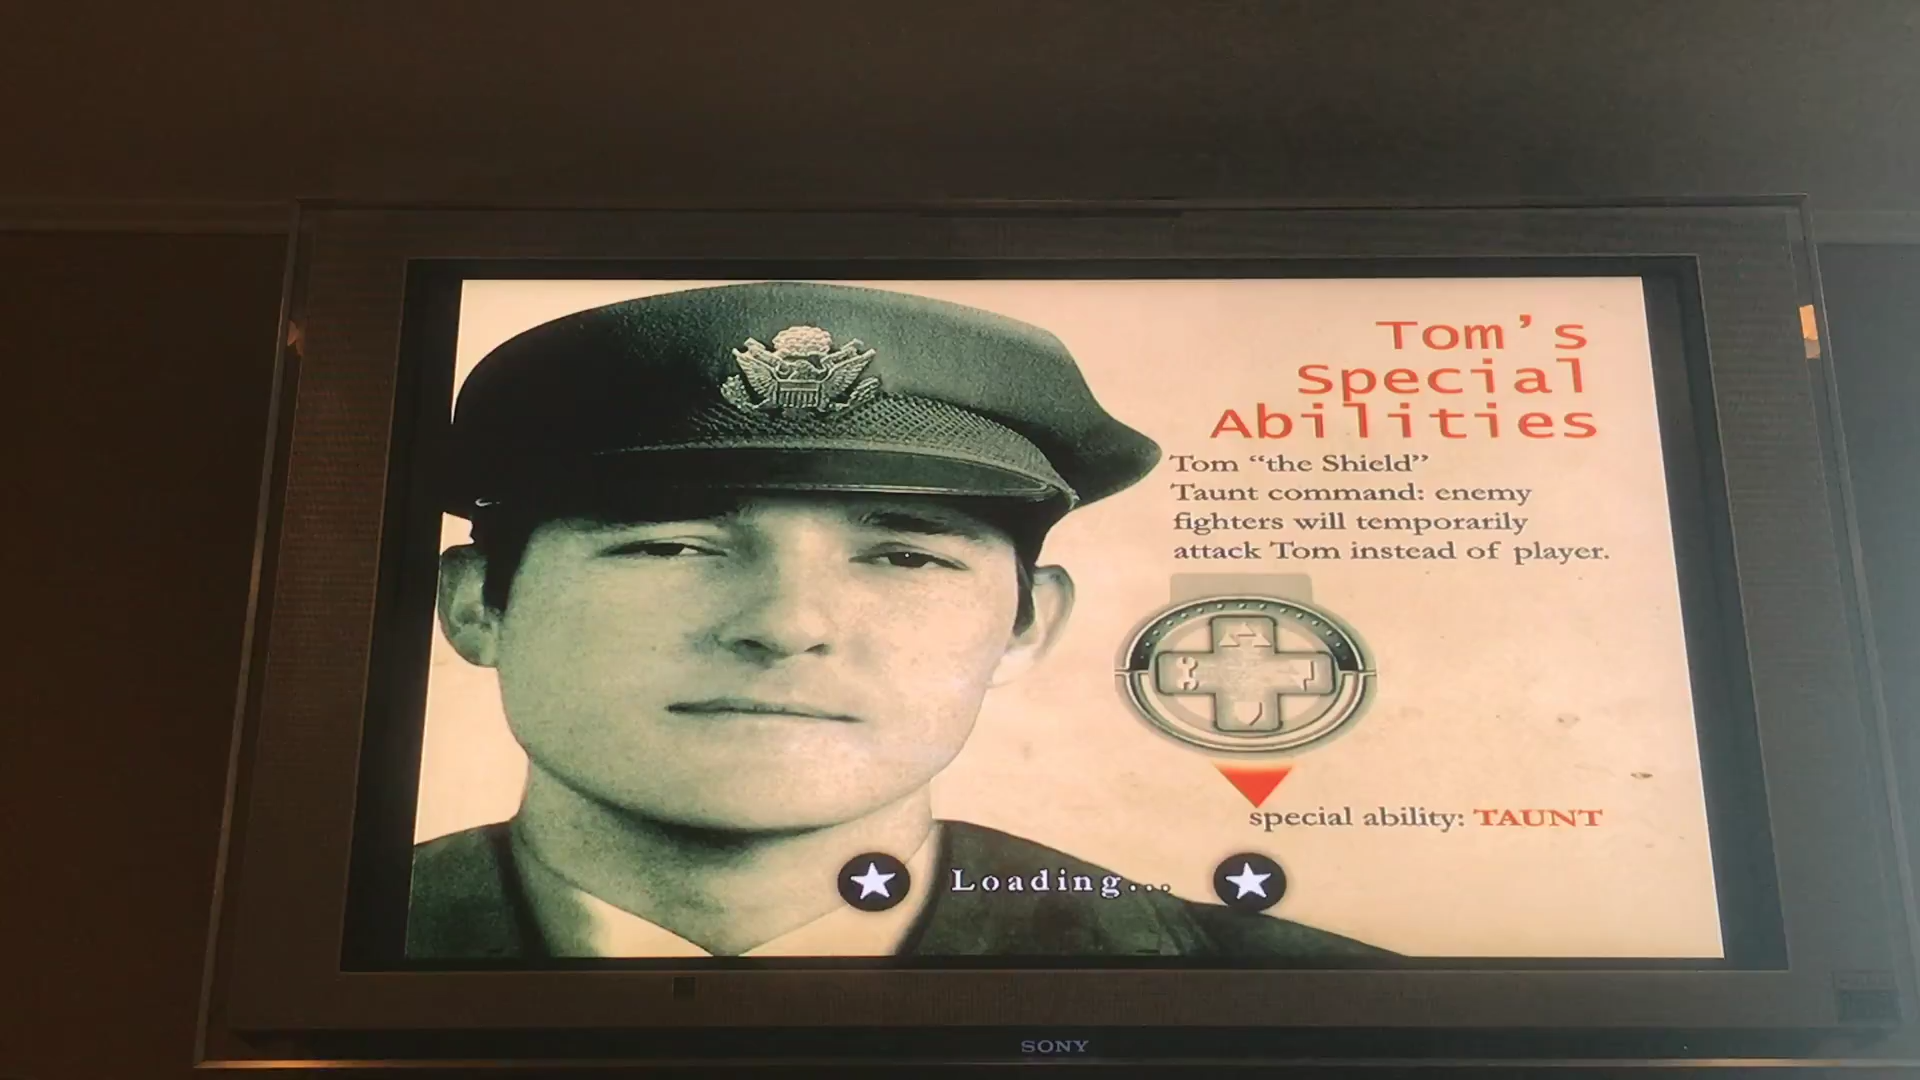 Tom's
Special
Abilities
Tom “the Shield”
Taunt command: enemy
fighters will temporarily
attack Tom instead of player.
special ability: TAUNT
Loading...
SONY